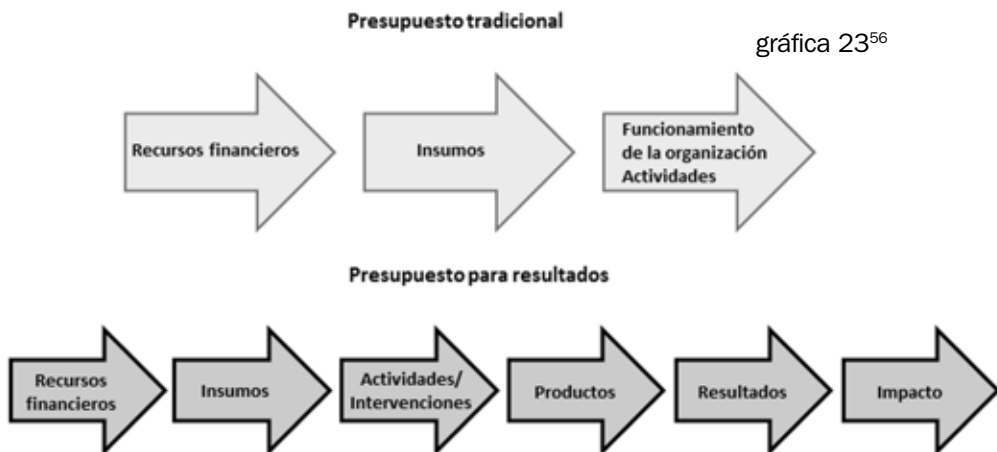 Presupuesto tradicional
gráfica 23⁵⁶
Recursos financieros
Insumos
Funcionamiento
de la organización
Actividades
Presupuesto para resultados
Recursos
financieros
Insumos
Actividades/
Intervenciones
Productos
Resultados
Impacto